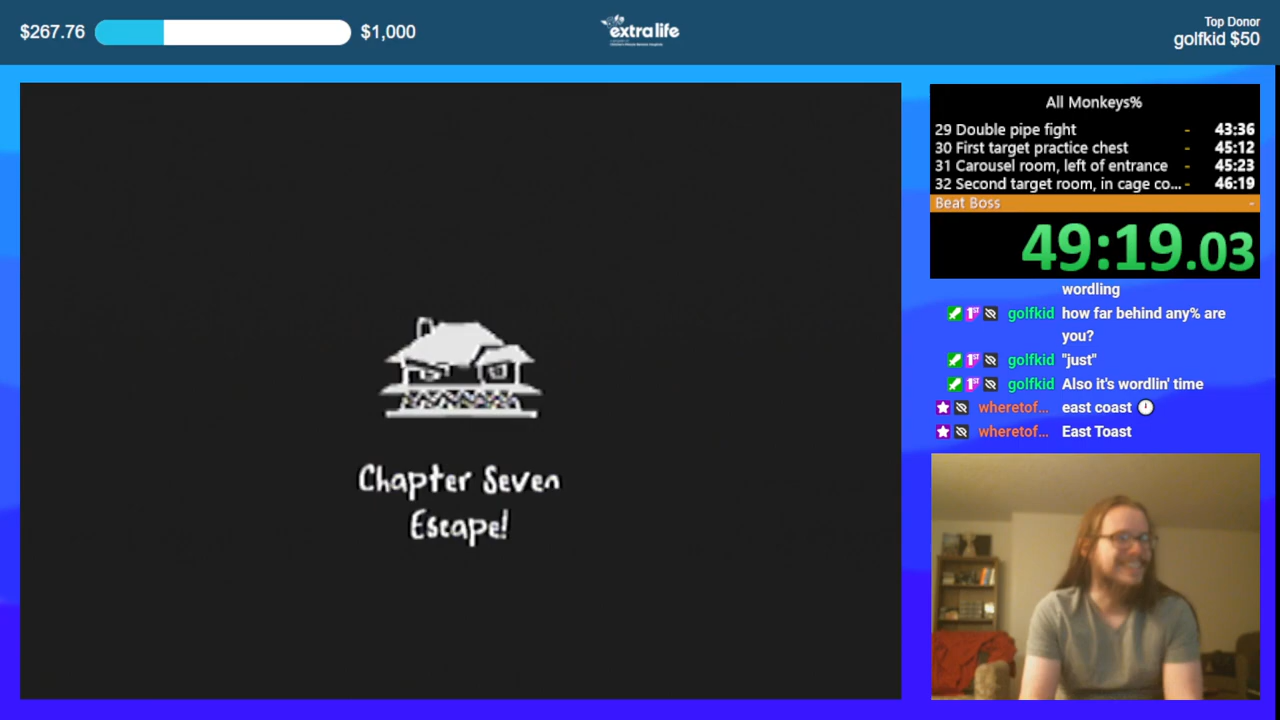 $267.76
$1,000
extralife
Top Donor
golfkid $50
All Monkeys%
29 Double pipe fight - 43:36
30 First target practice chest - 45:12
31 Carousel room, left of entrance - 45:23
32 Second target room, in cage co... - 46:19
Beat Boss -
49:19.03
wordling
golfkid how far behind any% are
you?
golfkid "just"
golfkid Also it's wordlin' time
wheretof... east coast
wheretof... East Toast
Chapter Seven
Escape!